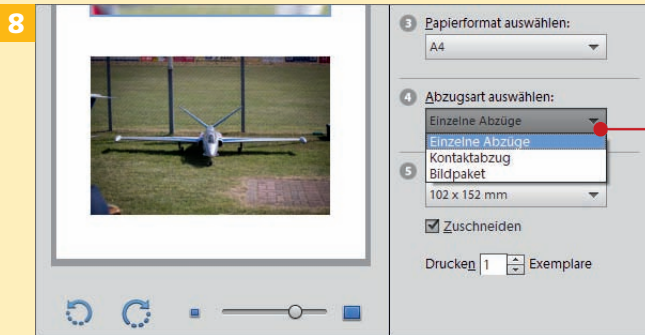 8
3 Papierformat auswählen:
A4
4 Abzugsart auswählen:
Einzelne Abzüge
Einzelne Abzüge
Kontaktabzug
Bildpaket
5
102 x 152 mm
Zuschneiden
Drucken 1 Exemplare